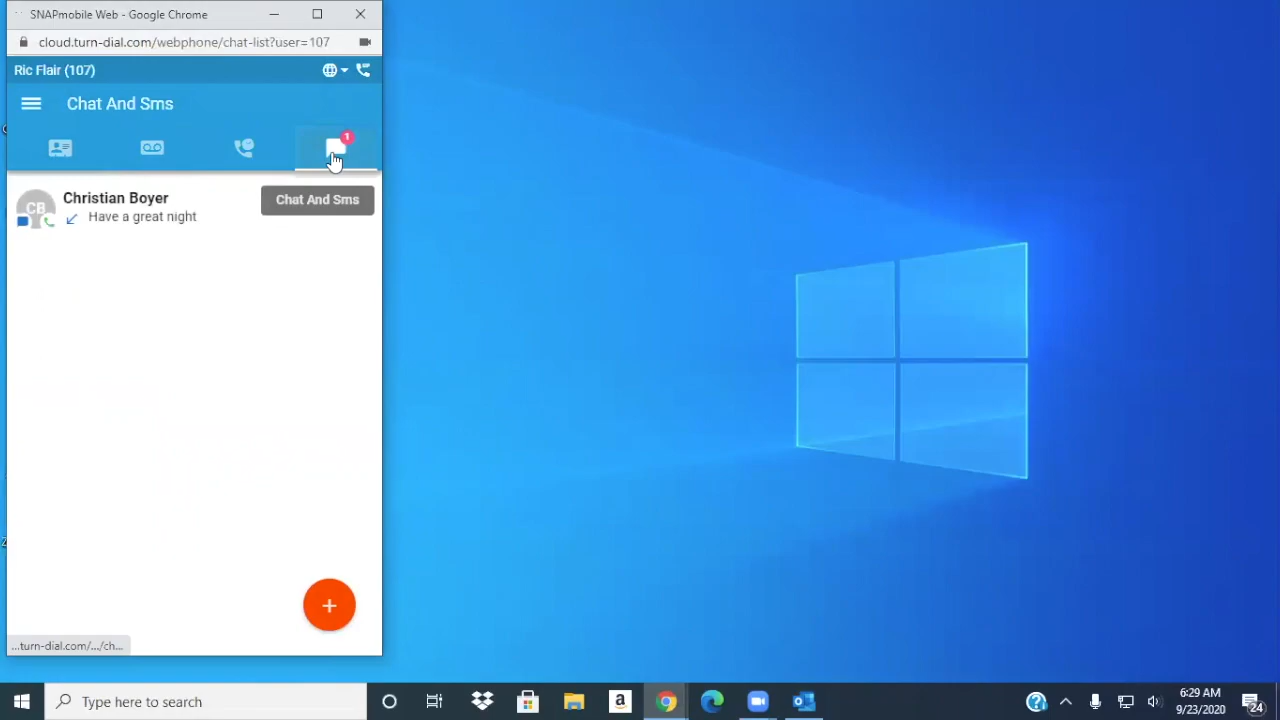 SNAPmobile Web - Google Chrome
cloud.turn-dial.com/webphone/chat-list?user=107
Ric Flair (107)
Chat And Sms
1
CB
Christian Boyer
Have a great night
Chat And Sms
+
...turn-dial.com/.../ch...
Type here to search
a
6:29 AM
9/23/2020
24